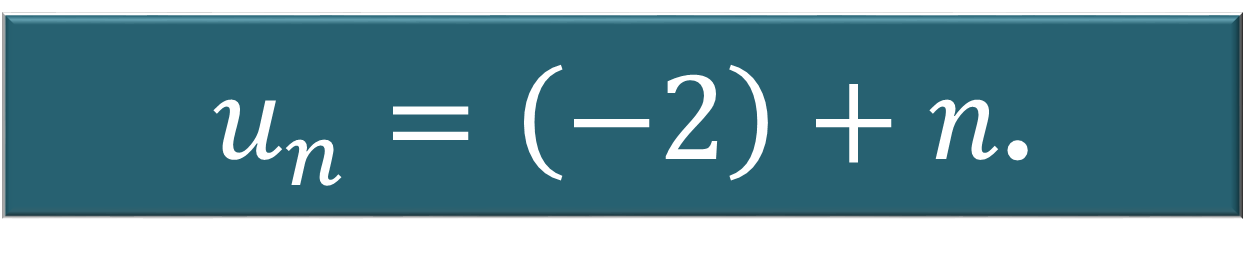 uₙ = (−2) + n.